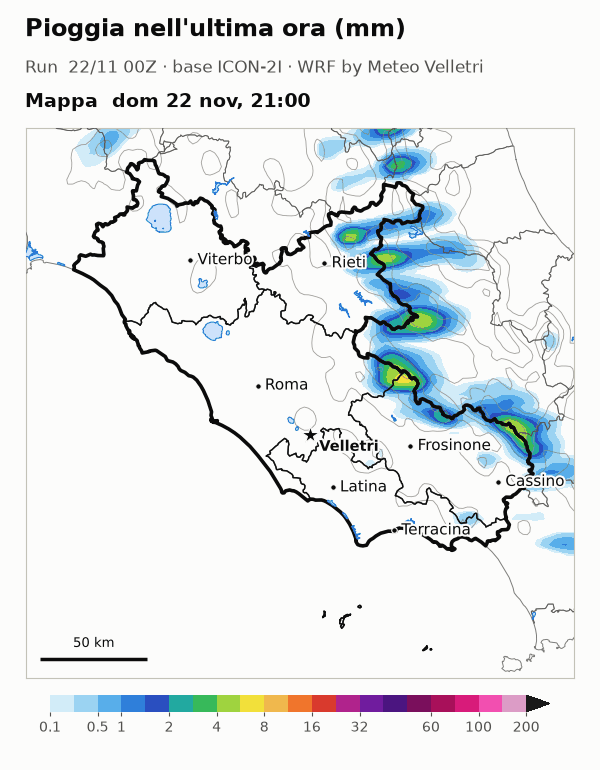 Pioggia nell'ultima ora (mm)
Run  22/11 00Z · base ICON-2I · WRF by Meteo Velletri
Mappa  dom 22 nov, 21:00
Viterbo
Rieti
Roma
Velletri
Frosinone
Latina
Cassino
Terracina
50 km
0.1 0.5 1 2 4 8 16 32 60 100 200